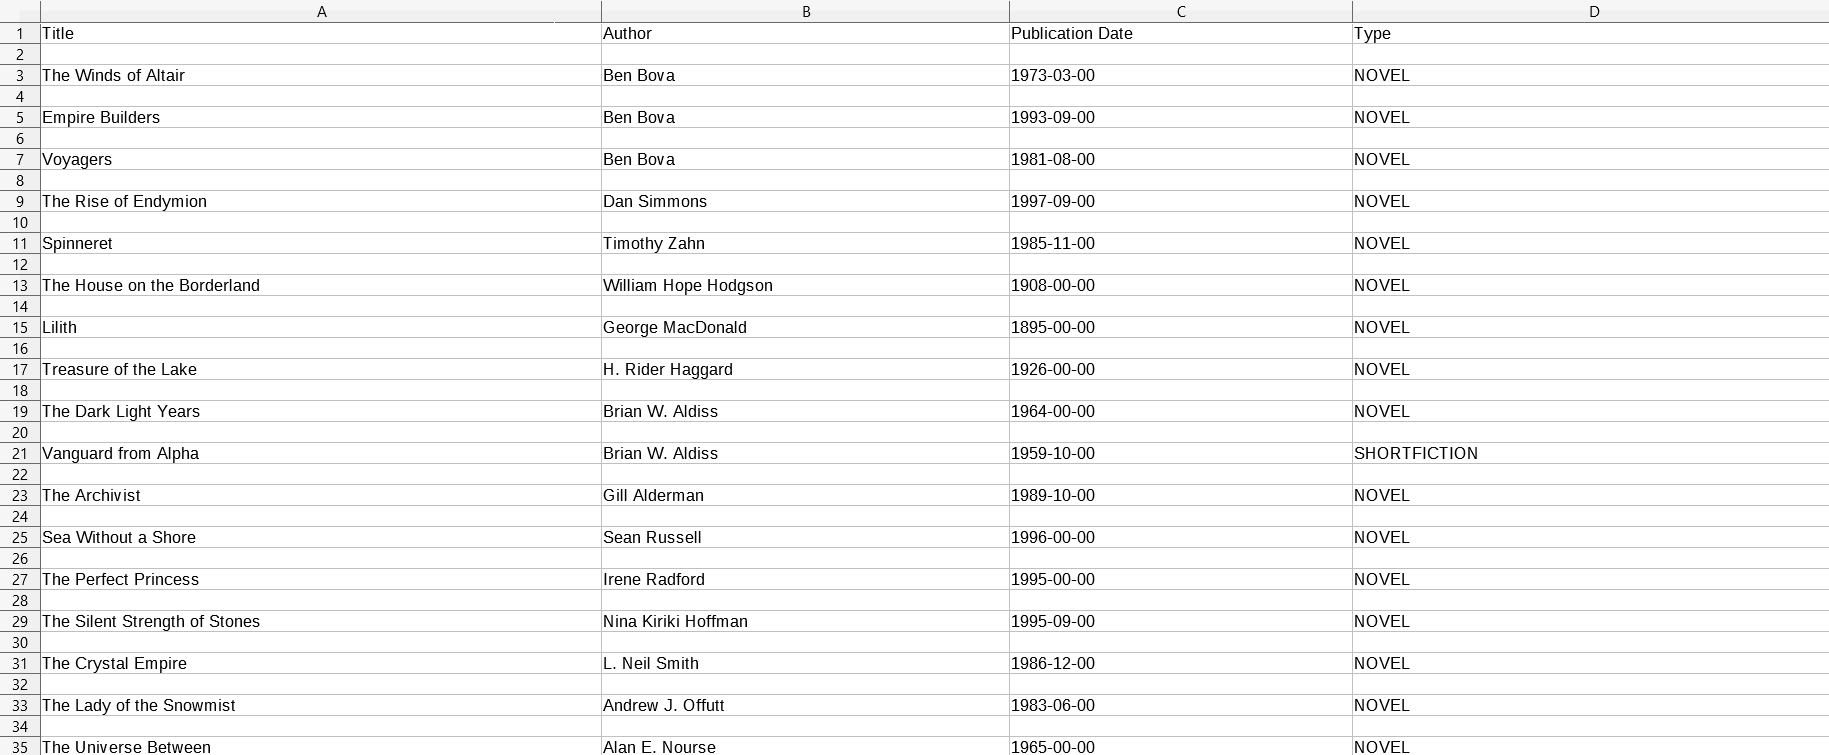 A B C D
1 Title Author Publication Date Type
2
3 The Winds of Altair Ben Bova 1973-03-00 NOVEL
4
5 Empire Builders Ben Bova 1993-09-00 NOVEL
6
7 Voyagers Ben Bova 1981-08-00 NOVEL
8
9 The Rise of Endymion Dan Simmons 1997-09-00 NOVEL
10
11 Spinneret Timothy Zahn 1985-11-00 NOVEL
12
13 The House on the Borderland William Hope Hodgson 1908-00-00 NOVEL
14
15 Lilith George MacDonald 1895-00-00 NOVEL
16
17 Treasure of the Lake H. Rider Haggard 1926-00-00 NOVEL
18
19 The Dark Light Years Brian W. Aldiss 1964-00-00 NOVEL
20
21 Vanguard from Alpha Brian W. Aldiss 1959-10-00 SHORTFICTION
22
23 The Archivist Gill Alderman 1989-10-00 NOVEL
24
25 Sea Without a Shore Sean Russell 1996-00-00 NOVEL
26
27 The Perfect Princess Irene Radford 1995-00-00 NOVEL
28
29 The Silent Strength of Stones Nina Kiriki Hoffman 1995-09-00 NOVEL
30
31 The Crystal Empire L. Neil Smith 1986-12-00 NOVEL
32
33 The Lady of the Snowmist Andrew J. Offutt 1983-06-00 NOVEL
34
35 The Universe Between Alan E. Nourse 1965-00-00 NOVEL